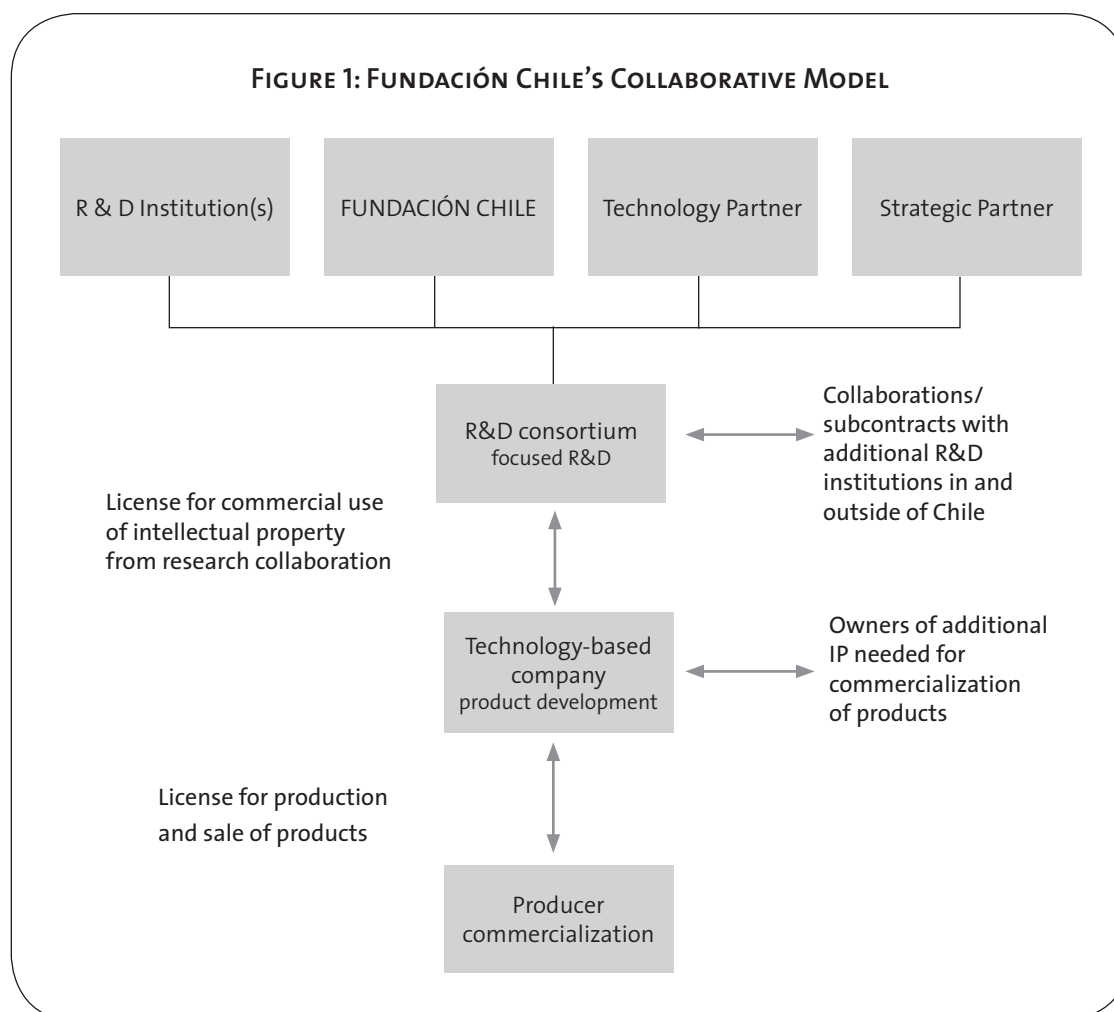 FIGURE 1: FUNDACIÓN CHILE'S COLLABORATIVE MODEL
R & D Institution(s)
FUNDACIÓN CHILE
Technology Partner
Strategic Partner
R&D consortium
focused R&D
Collaborations/
subcontracts with
additional R&D
institutions in and
outside of Chile
License for commercial use
of intellectual property
from research collaboration
Technology-based
company
product development
Owners of additional
IP needed for
commercialization
of products
License for production
and sale of products
Producer
commercialization